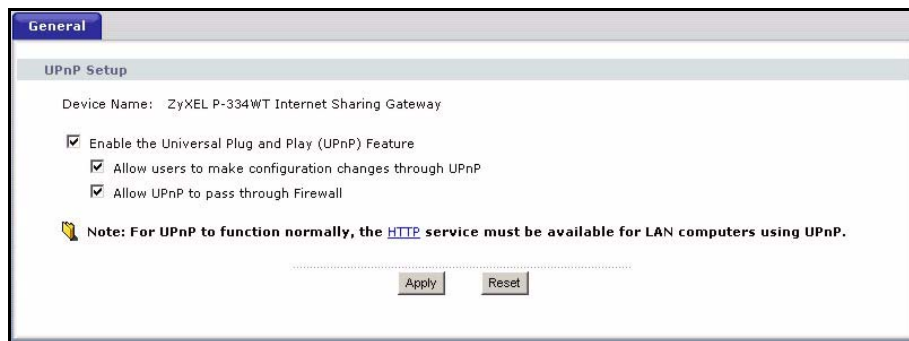 General
UPnP Setup
Device Name: ZyXEL P-334WT Internet Sharing Gateway
Enable the Universal Plug and Play (UPnP) Feature
Allow users to make configuration changes through UPnP
Allow UPnP to pass through Firewall
Note: For UPnP to function normally, the HTTP service must be available for LAN computers using UPnP.
Apply Reset